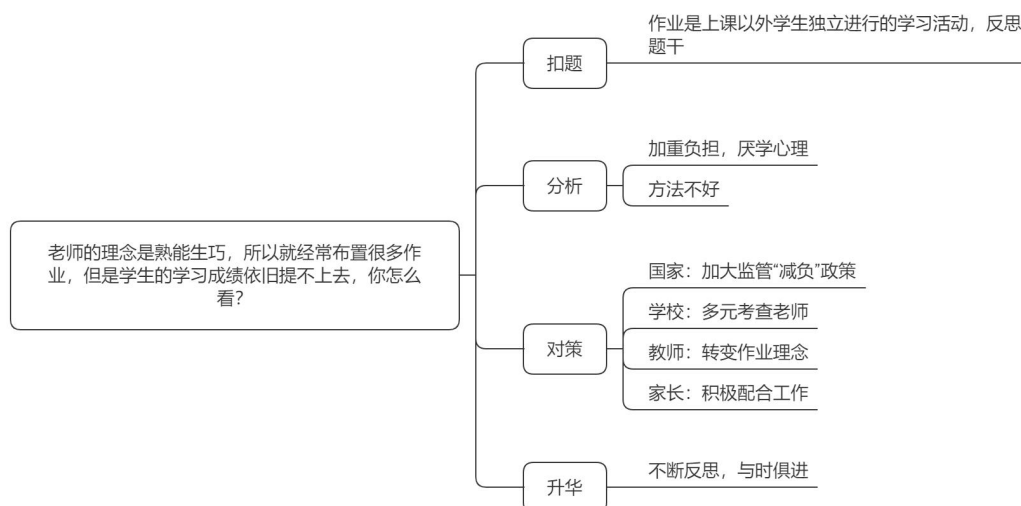 作业是上课以外学生独立进行的学习活动，反思
题干
扣题
加重负担，厌学心理
分析
方法不好
老师的理念是熟能生巧，所以就经常布置很多作
业，但是学生的学习成绩依旧提不上去，你怎么
看？
国家：加大监管“减负”政策
学校：多元考查老师
对策
教师：转变作业理念
家长：积极配合工作
不断反思，与时俱进
升华